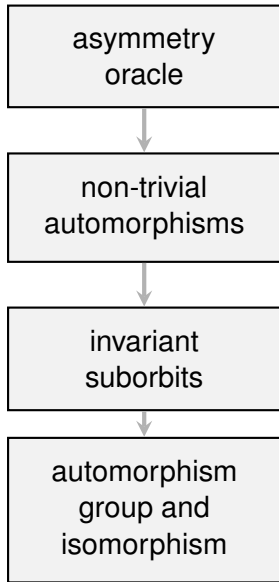 asymmetry
oracle
non-trivial
automorphisms
invariant
suborbits
automorphism
group and
isomorphism